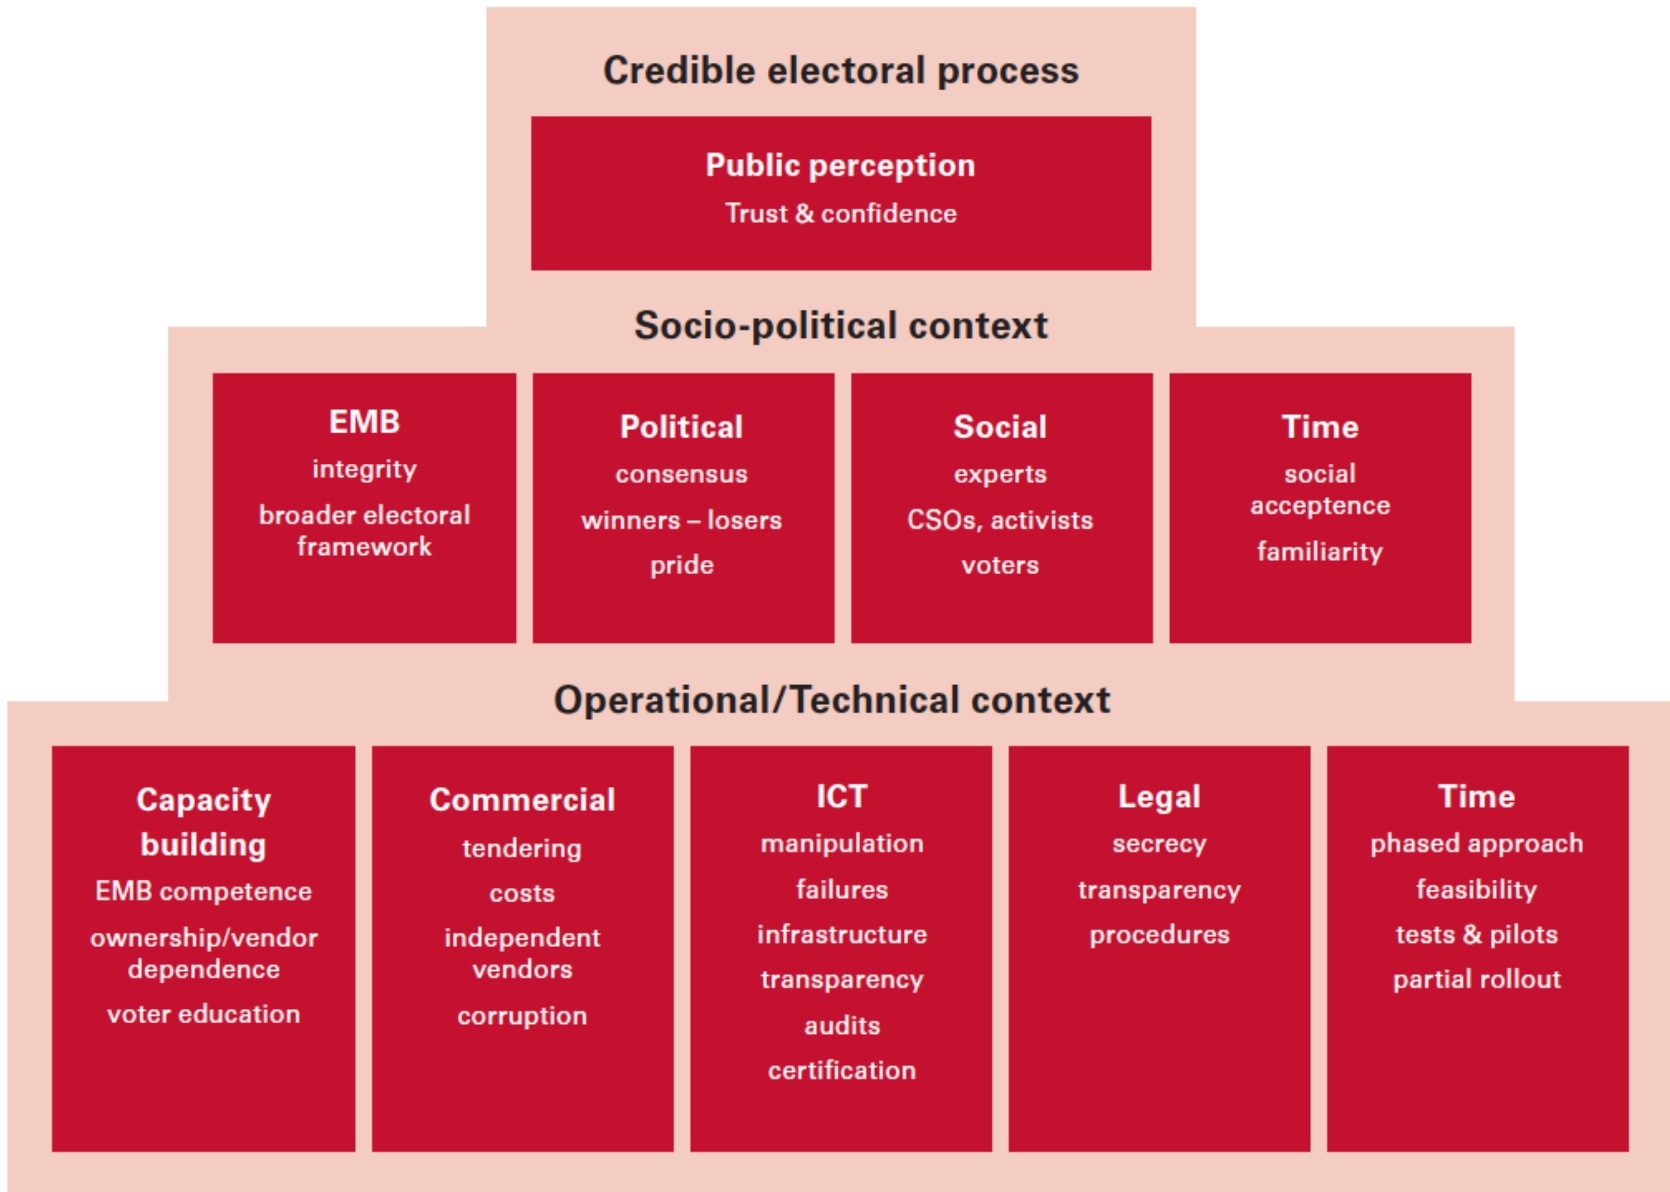 Credible electoral process
Public perception
Trust & confidence
Socio-political context
EMB
integrity
broader electoral
framework
Political
consensus
winners – losers
pride
Social
experts
CSOs, activists
voters
Time
social
acceptence
familiarity
Operational/Technical context
Capacity
building
EMB competence
ownership/vendor
dependence
voter education
Commercial
tendering
costs
independent
vendors
corruption
ICT
manipulation
failures
infrastructure
transparency
audits
certification
Legal
secrecy
transparency
procedures
Time
phased approach
feasibility
tests & pilots
partial rollout